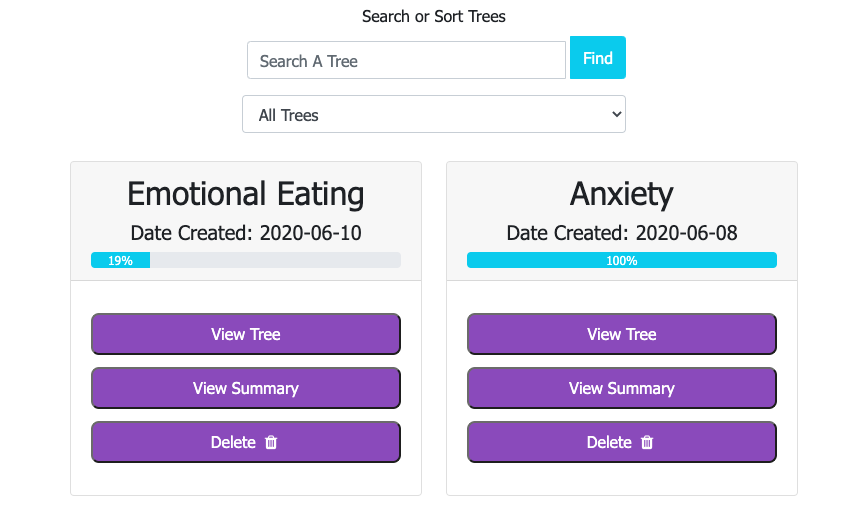 Search or Sort Trees
Search A Tree
Find
All Trees
Emotional Eating
Date Created: 2020-06-10
19%
View Tree
View Summary
Delete
Anxiety
Date Created: 2020-06-08
100%
View Tree
View Summary
Delete